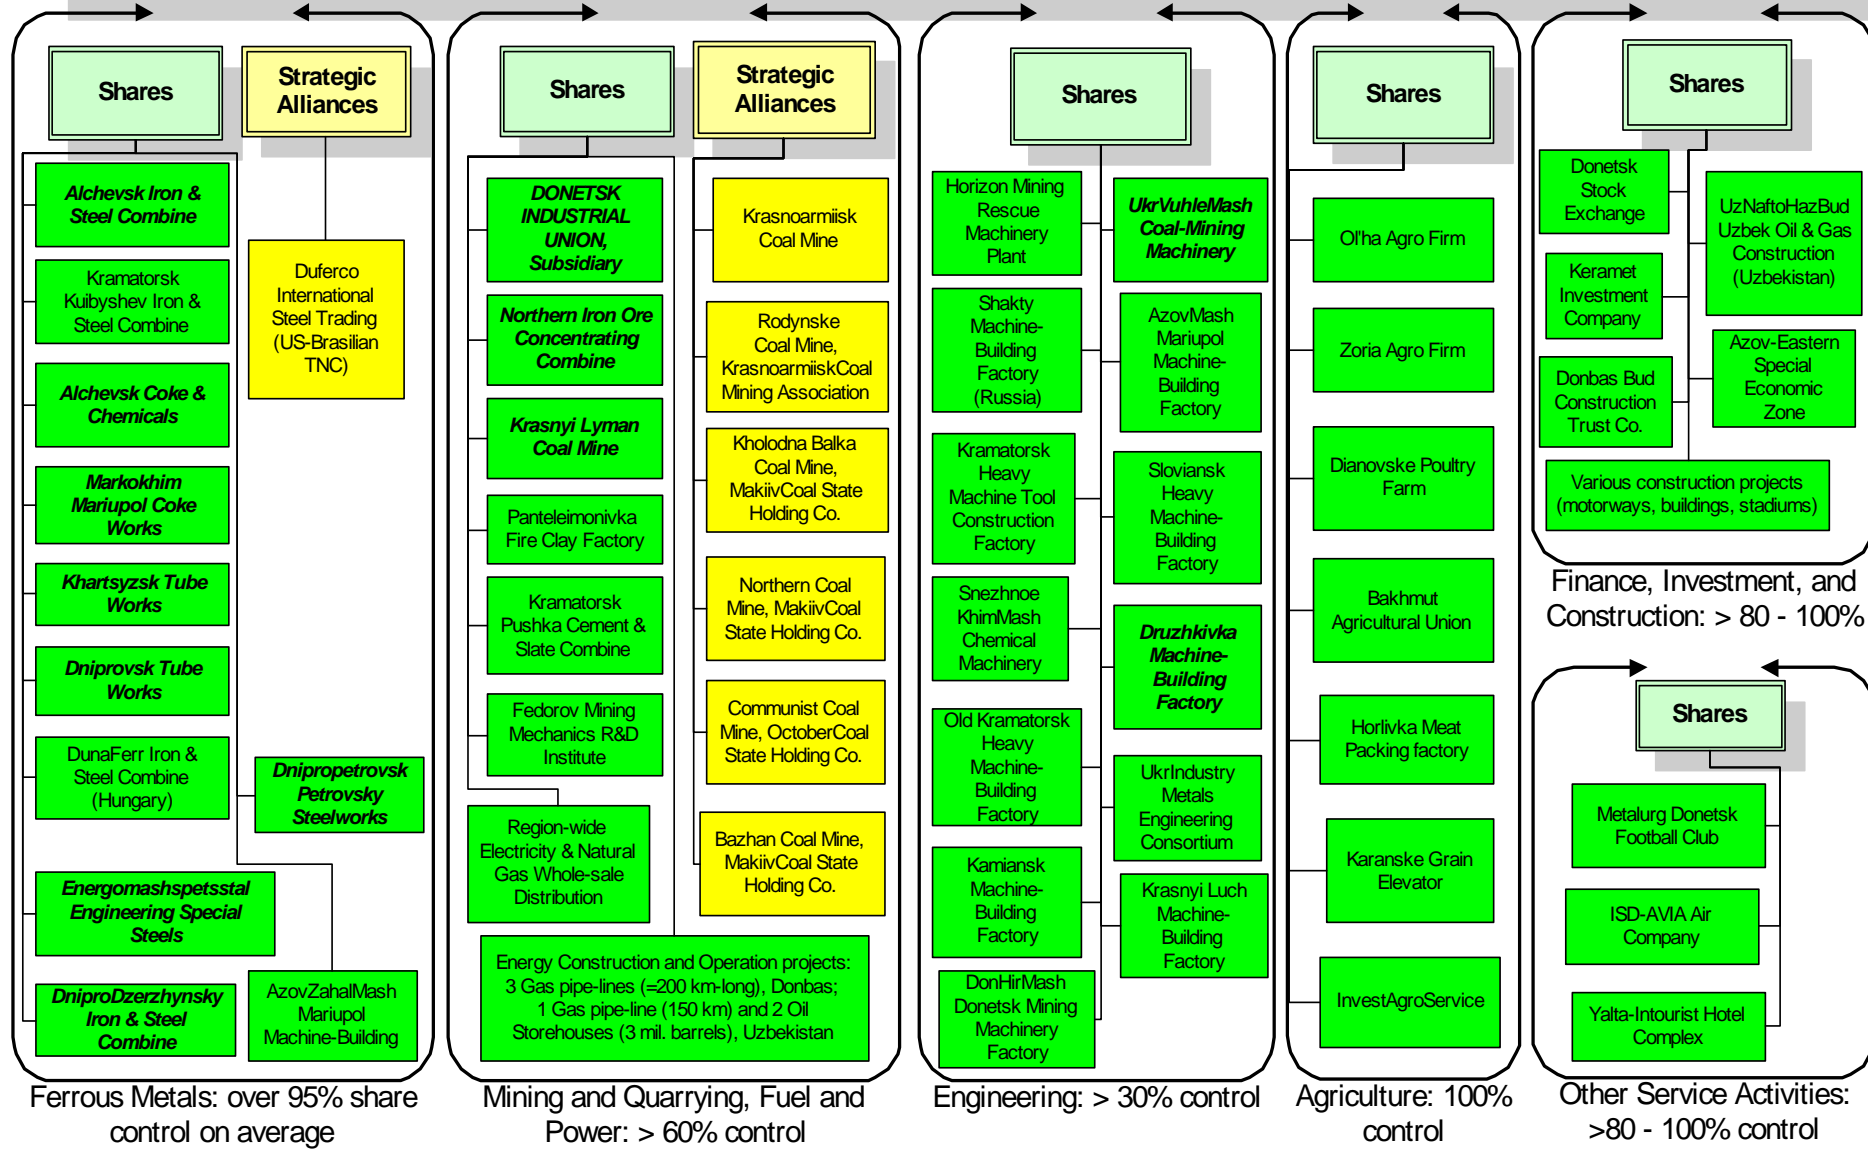 Shares
Strategic
Alliances
Alchevsk Iron &
Steel Combine
Kramatorsk
Kuibyshev Iron &
Steel Combine
Alchevsk Coke &
Chemicals
Markokhim
Mariupol Coke
Works
Khartsyzsk Tube
Works
Dniprovsk Tube
Works
DunaFerr Iron &
Steel Combine
(Hungary)
Energomashspetsstal
Engineering Special
Steels
DniproDzerzhynsky
Iron & Steel
Combine
Duferco
International
Steel Trading
(US-Brasilian
TNC)
Dnipropetrovsk
Petrovsky
Steelworks
AzovZahalMash
Mariupol
Machine-Building
Ferrous Metals: over 95% share
control on average
Shares
Strategic
Alliances
DONETSK
INDUSTRIAL
UNION,
Subsidiary
Northern Iron Ore
Concentrating
Combine
Krasnyi Lyman
Coal Mine
Panteleimonivka
Fire Clay Factory
Kramatorsk
Pushka Cement &
Slate Combine
Fedorov Mining
Mechanics R&D
Institute
Region-wide
Electricity & Natural
Gas Whole-sale
Distribution
Krasnoarmiisk
Coal Mine
Rodynske
Coal Mine,
KrasnoarmiiskCoal
Mining Association
Kholodna Balka
Coal Mine,
MakiivCoal State
Holding Co.
Northern Coal
Mine, MakiivCoal
State Holding Co.
Communist Coal
Mine, OctoberCoal
State Holding Co.
Bazhan Coal Mine,
MakiivCoal State
Holding Co.
Energy Construction and Operation projects:
3 Gas pipe-lines (=200 km-long), Donbas;
1 Gas pipe-line (150 km) and 2 Oil
Storehouses (3 mil. barrels), Uzbekistan
Mining and Quarrying, Fuel and
Power: > 60% control
Shares
Horizon Mining
Rescue
Machinery
Plant
Shakty
Machine-
Building
Factory
(Russia)
Kramatorsk
Heavy
Machine Tool
Construction
Factory
Snezhnoe
KhimMash
Chemical
Machinery
Old Kramatorsk
Heavy
Machine-
Building
Factory
Kamiansk
Machine-
Building
Factory
DonHirMash
Donetsk Mining
Machinery
Factory
UkrVuhleMash
Coal-Mining
Machinery
AzovMash
Mariupol
Machine-
Building
Factory
Sloviansk
Heavy
Machine-
Building
Factory
Druzhkivka
Machine-
Building
Factory
UkrIndustry
Metals
Engineering
Consortium
Krasnyi Luch
Machine-
Building
Factory
Engineering: > 30% control
Shares
Ol'ha Agro Firm
Zoria Agro Firm
Dianovske Poultry
Farm
Bakhmut
Agricultural Union
Horlivka Meat
Packing factory
Karanske Grain
Elevator
InvestAgroService
Agriculture: 100%
control
Shares
Donetsk
Stock
Exchange
Keramet
Investment
Company
Donbas Bud
Construction
Trust Co.
UzNaftoHazBud
Uzbek Oil & Gas
Construction
(Uzbekistan)
Azov-Eastern
Special
Economic
Zone
Various construction projects
(motorways, buildings, stadiums)
Finance, Investment, and
Construction: > 80 - 100%
Shares
Metalurg Donetsk
Football Club
ISD-AVIA Air
Company
Yalta-Intourist Hotel
Complex
Other Service Activities:
>80 - 100% control